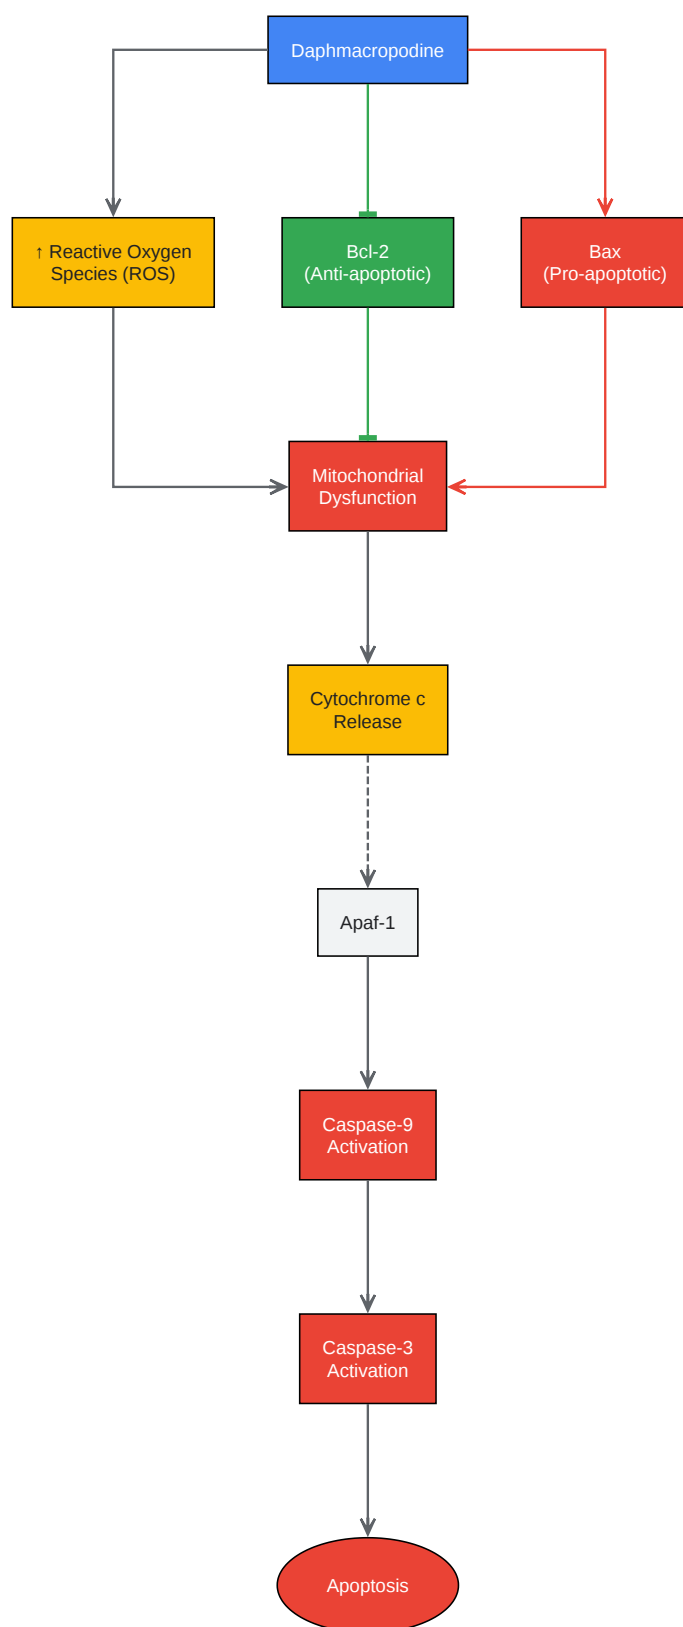 Daphmacropodine
↑ Reactive Oxygen
Species (ROS)
Bcl-2
(Anti-apoptotic)
Bax
(Pro-apoptotic)
Mitochondrial
Dysfunction
Cytochrome c
Release
Apaf-1
Caspase-9
Activation
Caspase-3
Activation
Apoptosis